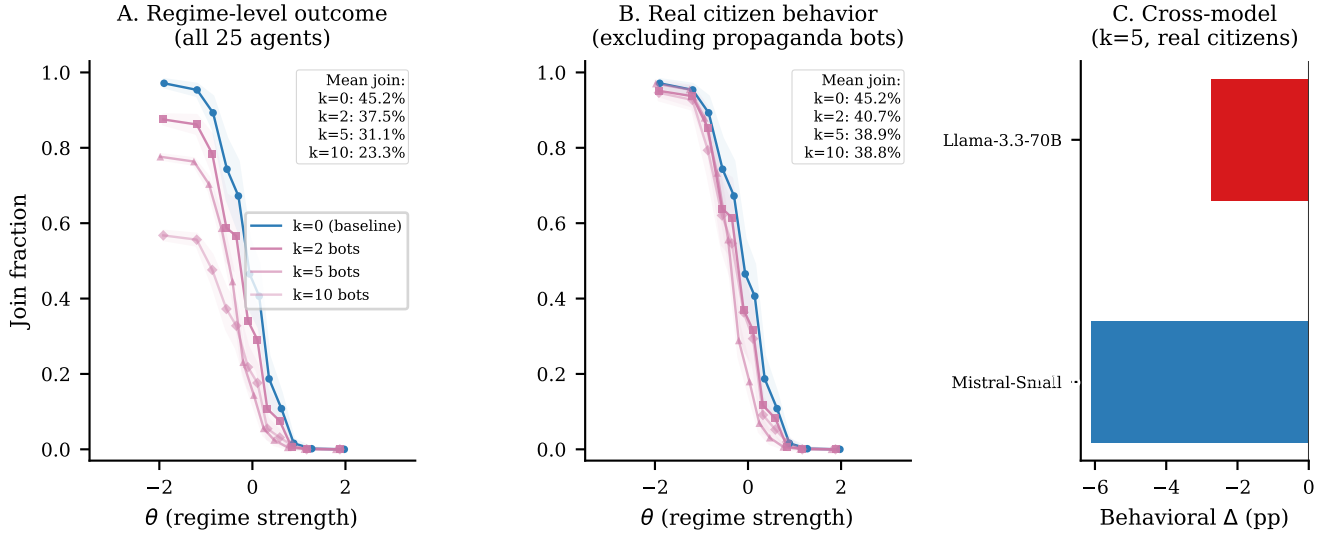 A. Regime-level outcome
(all 25 agents)
Join fraction
1.0
0.8
0.6
0.4
0.2
0.0
Mean join:
k=0: 45.2%
k=2: 37.5%
k=5: 31.1%
k=10: 23.3%
k=0 (baseline)
k=2 bots
k=5 bots
k=10 bots
−2
0
2
θ (regime strength)
B. Real citizen behavior
(excluding propaganda bots)
1.0
0.8
0.6
0.4
0.2
0.0
Mean join:
k=0: 45.2%
k=2: 40.7%
k=5: 38.9%
k=10: 38.8%
−2
0
2
θ (regime strength)
C. Cross-model
(k=5, real citizens)
Llama-3.3-70B
Mistral-Small
−6
−4
−2
0
Behavioral Δ (pp)